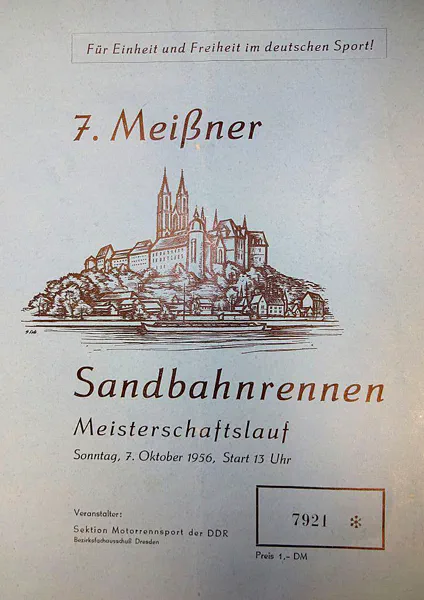 Für Einheit und Freiheit im deutschen Sport!
7. Meißner
Sandbahnrennen
Meisterschaftslauf
Sonntag, 7. Oktober 1956, Start 13 Uhr
Veranstalter:
Sektion Motorrennsport der DDR
Bezirksfachausschuß Dresden
7921 *
Preis 1,- DM